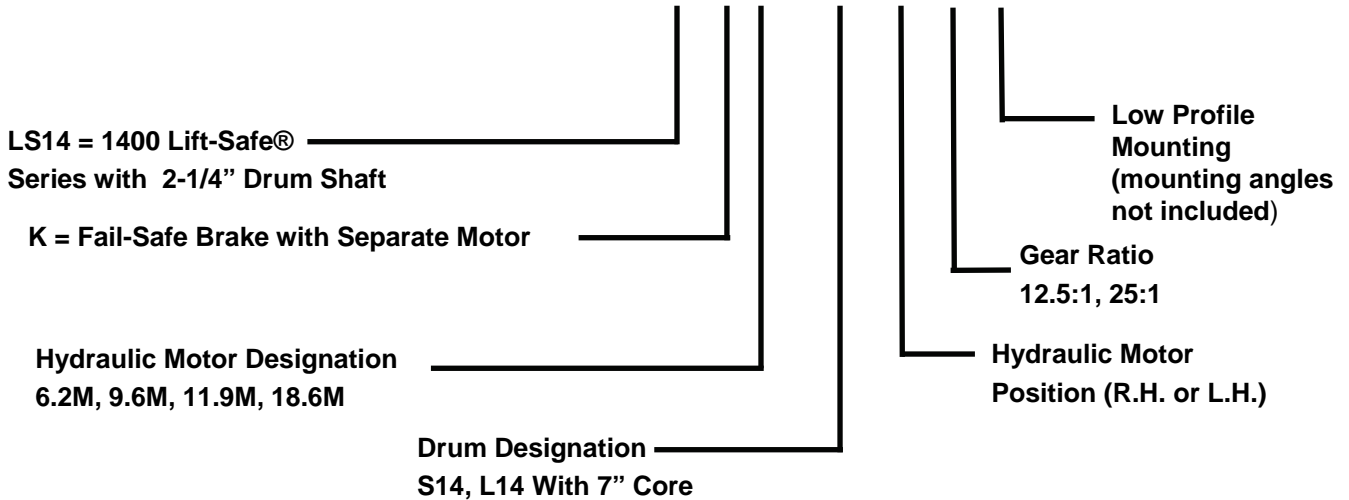 LS14 = 1400 Lift-Safe®
Series with 2-1/4” Drum Shaft
K = Fail-Safe Brake with Separate Motor
Hydraulic Motor Designation
6.2M, 9.6M, 11.9M, 18.6M
Drum Designation
S14, L14 With 7” Core
Low Profile
Mounting
(mounting angles
not included)
Gear Ratio
12.5:1, 25:1
Hydraulic Motor
Position (R.H. or L.H.)